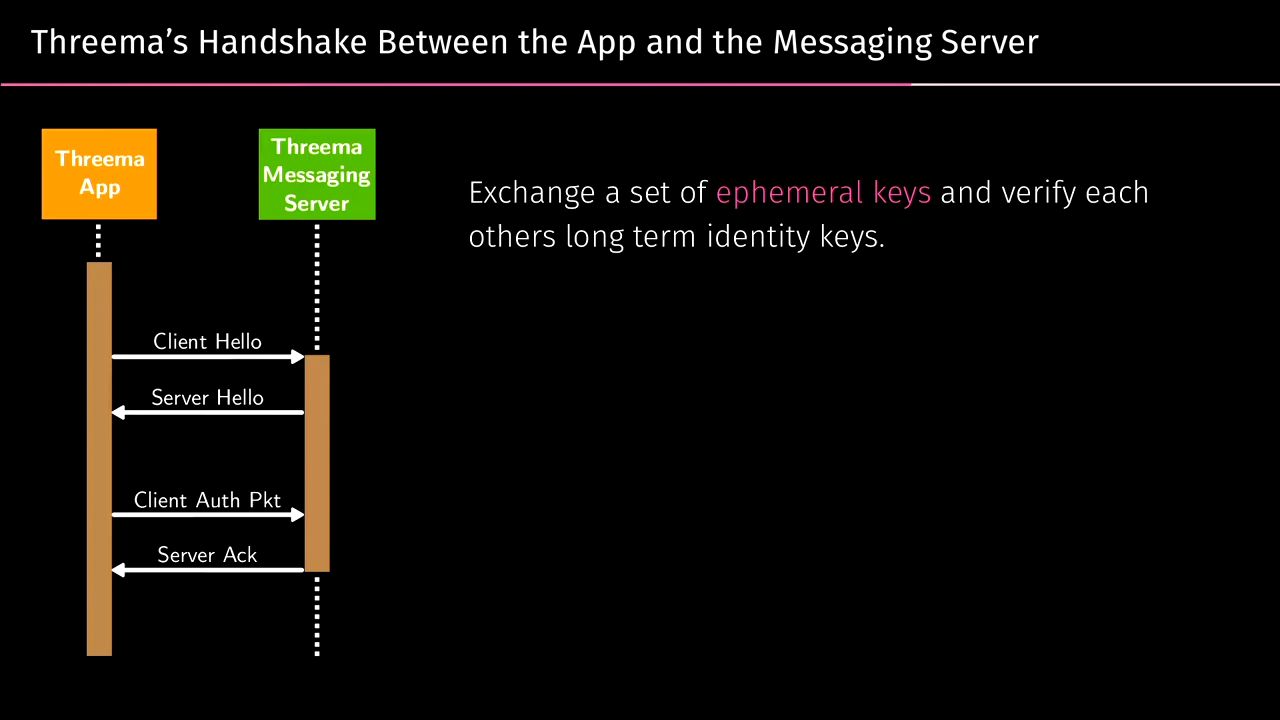 Threema’s Handshake Between the App and the Messaging Server
Threema
App
Threema
Messaging
Server
Exchange a set of ephemeral keys and verify each
others long term identity keys.
Client Hello
Server Hello
Client Auth Pkt
Server Ack